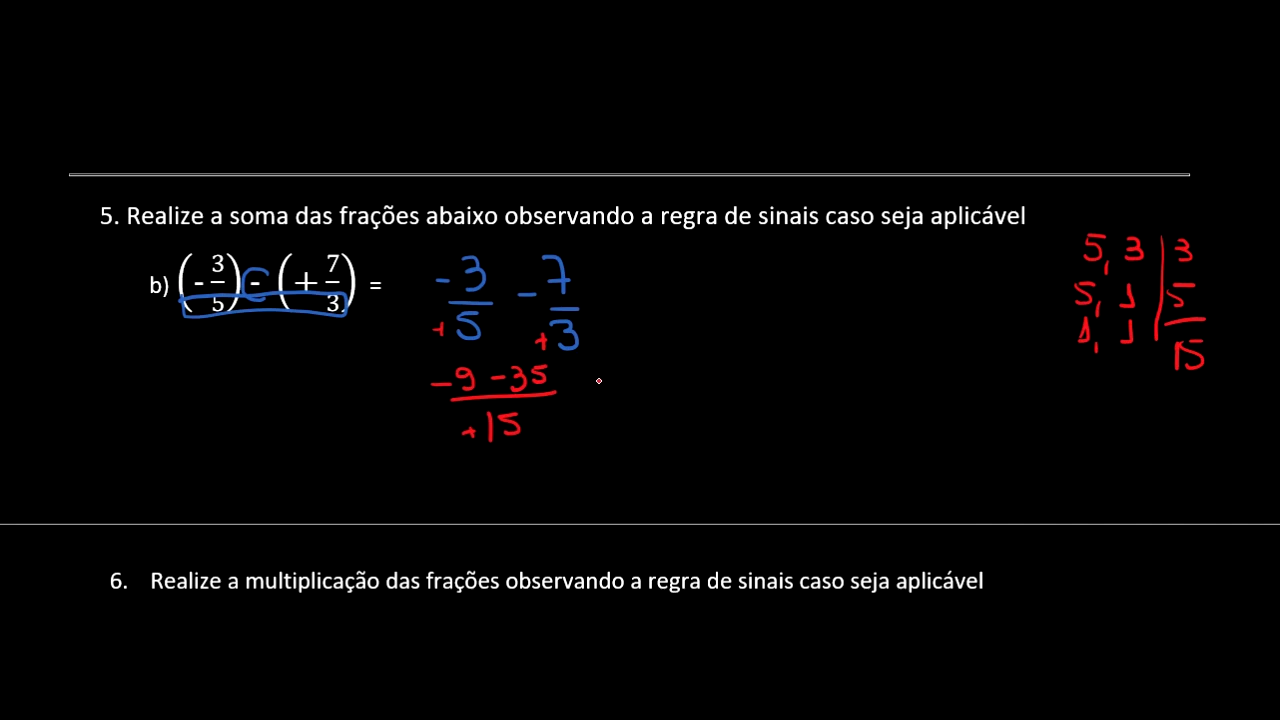 5. Realize a soma das frações abaixo observando a regra de sinais caso seja aplicável
b) (- 3/5) - (+ 7/3) = -3/+5 - 7/+3
-9 -35/+15
5, 3 | 3
5, 1 | 5
1, 1 | 15
6. Realize a multiplicação das frações observando a regra de sinais caso seja aplicável